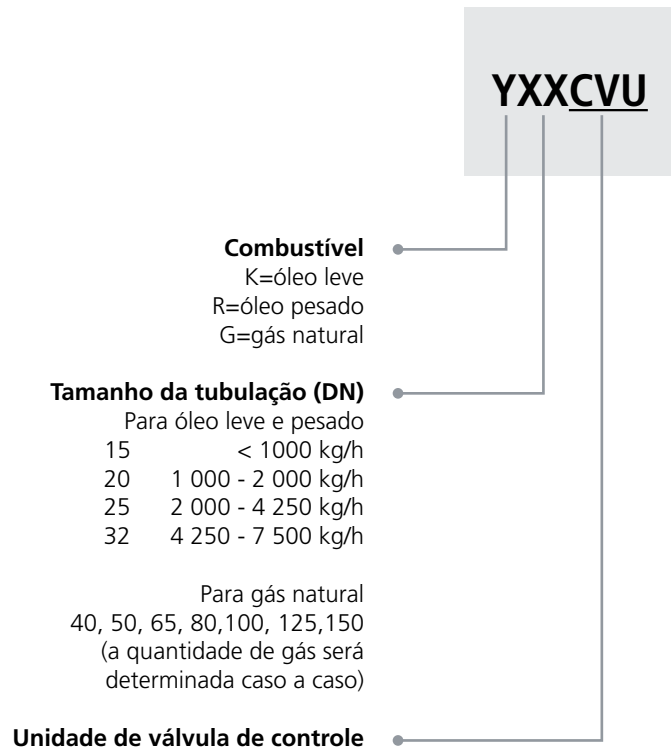 YXXCVU
Combustível
K=óleo leve
R=óleo pesado
G=gás natural
Tamanho da tubulação (DN)
Para óleo leve e pesado
15 < 1000 kg/h
20 1 000 - 2 000 kg/h
25 2 000 - 4 250 kg/h
32 4 250 - 7 500 kg/h
Para gás natural
40, 50, 65, 80,100, 125,150
(a quantidade de gás será
determinada caso a caso)
Unidade de válvula de controle